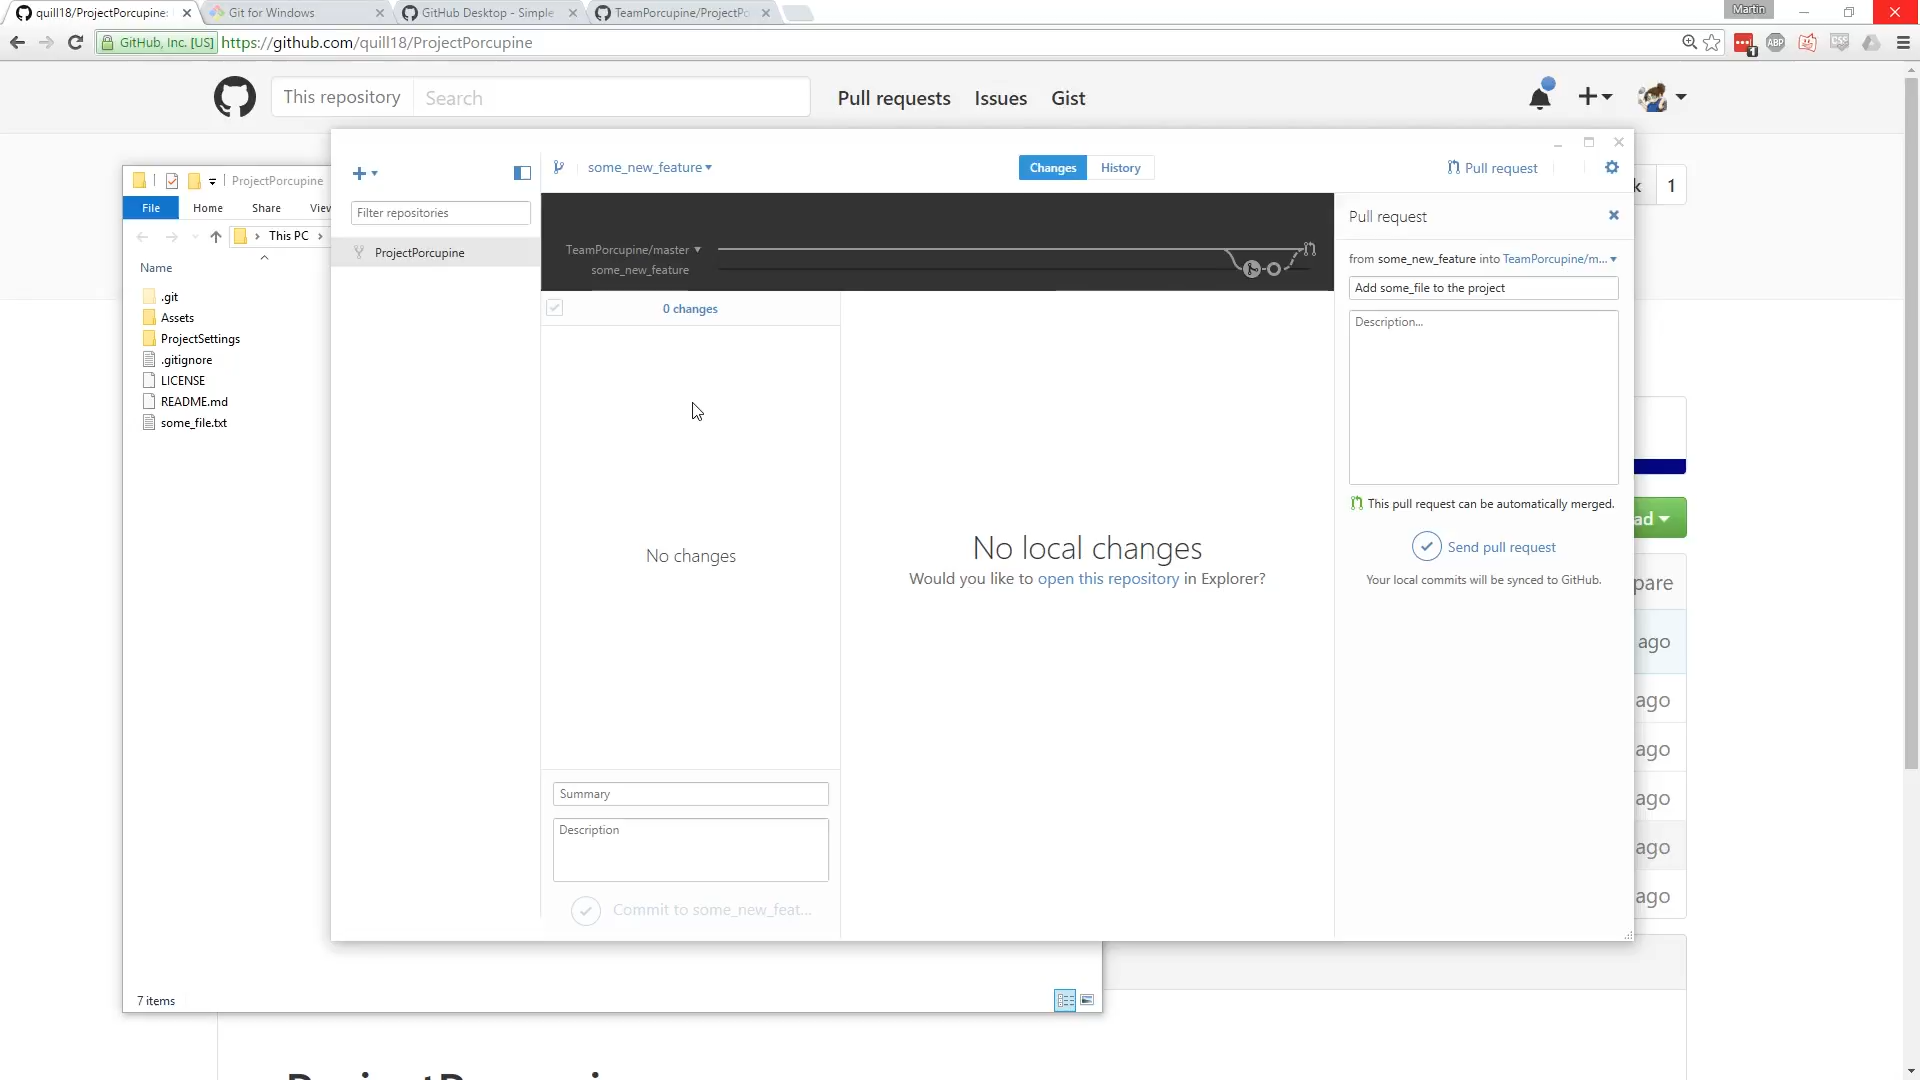 quill18/ProjectPorcupine:
Git for Windows
GitHub Desktop - Simple
TeamPorcupine/ProjectPo
Martin
GitHub, Inc. [US]
https://github.com/quill18/ProjectPorcupine
ABP
CSS
1
This repository
Search
Pull requests
Issues
Gist
ProjectPorcupine
File
Home
Share
View
This PC
Name
.git
Assets
ProjectSettings
.gitignore
LICENSE
README.md
some_file.txt
7 items
Filter repositories
ProjectPorcupine
some_new_feature
Changes
History
Pull request
TeamPorcupine/master
some_new_feature
0 changes
No changes
Summary
Description
Commit to some_new_feat...
No local changes
Would you like to open this repository in Explorer?
Pull request
from some_new_feature into TeamPorcupine/m...
Add some_file to the project
Description...
This pull request can be automatically merged.
Send pull request
Your local commits will be synced to GitHub.
k
1
ad
pare
ago
ago
ago
ago
ago
ago